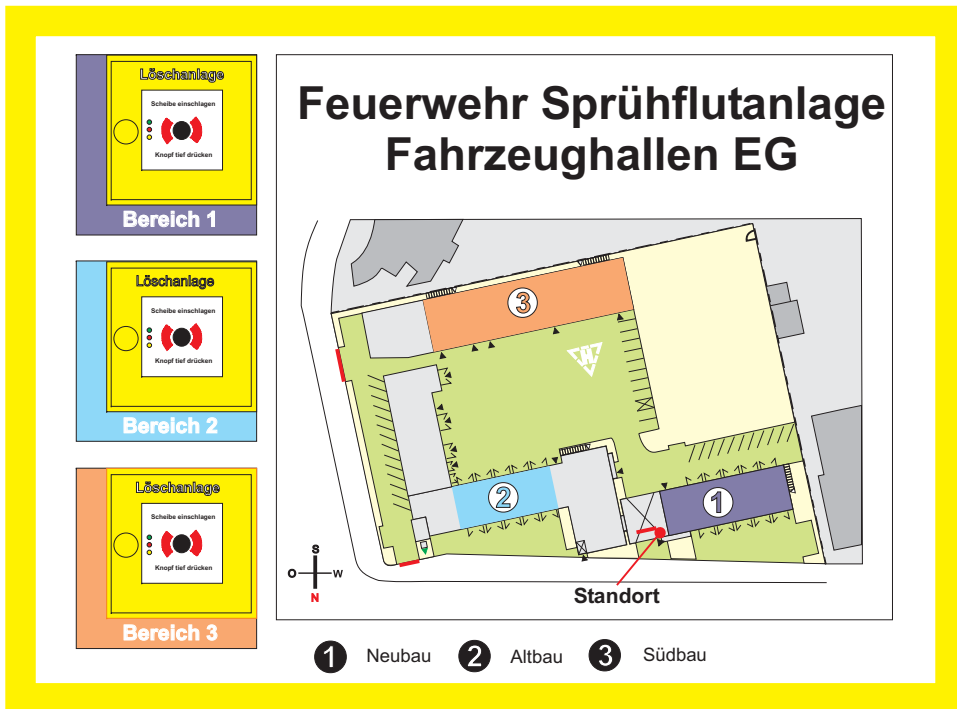 Löschanlage
Scheibe einschlagen
Knopf tief drücken
Bereich 1
Löschanlage
Scheibe einschlagen
Knopf tief drücken
Bereich 2
Löschanlage
Scheibe einschlagen
Knopf tief drücken
Bereich 3
Feuerwehr Sprühflutanlage
Fahrzeughallen EG
3
2
1
S
O W
N
Standort
1 Neubau 2 Altbau 3 Südbau